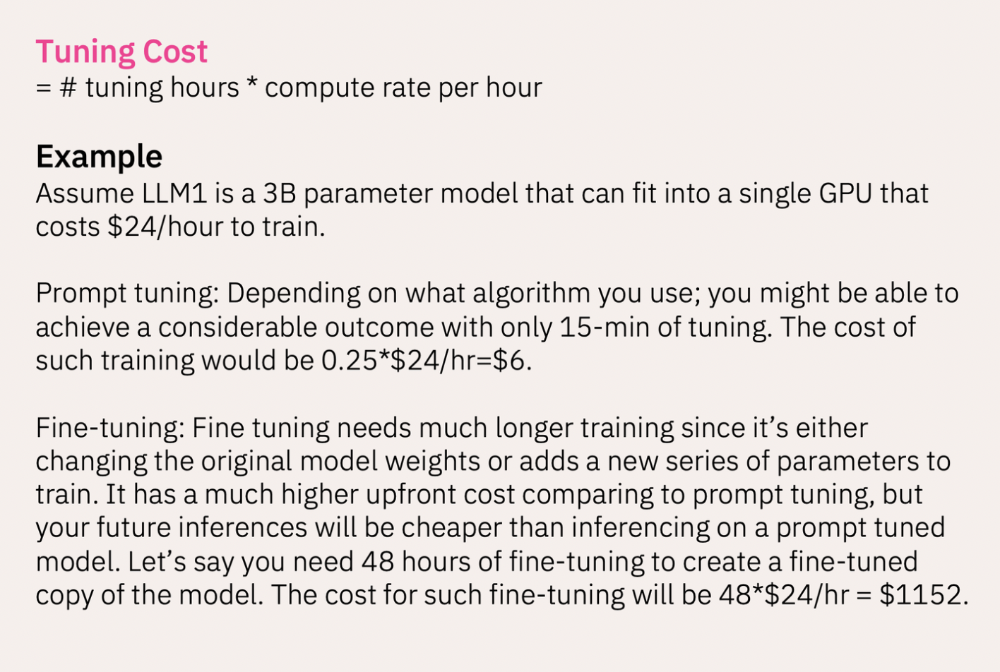 Tuning Cost
= # tuning hours * compute rate per hour
Example
Assume LLM1 is a 3B parameter model that can fit into a single GPU that
costs $24/hour to train.
Prompt tuning: Depending on what algorithm you use; you might be able to
achieve a considerable outcome with only 15-min of tuning. The cost of
such training would be 0.25*$24/hr=$6.
Fine-tuning: Fine tuning needs much longer training since it’s either
changing the original model weights or adds a new series of parameters to
train. It has a much higher upfront cost comparing to prompt tuning, but
your future inferences will be cheaper than inferencing on a prompt tuned
model. Let’s say you need 48 hours of fine-tuning to create a fine-tuned
copy of the model. The cost for such fine-tuning will be 48*$24/hr = $1152.